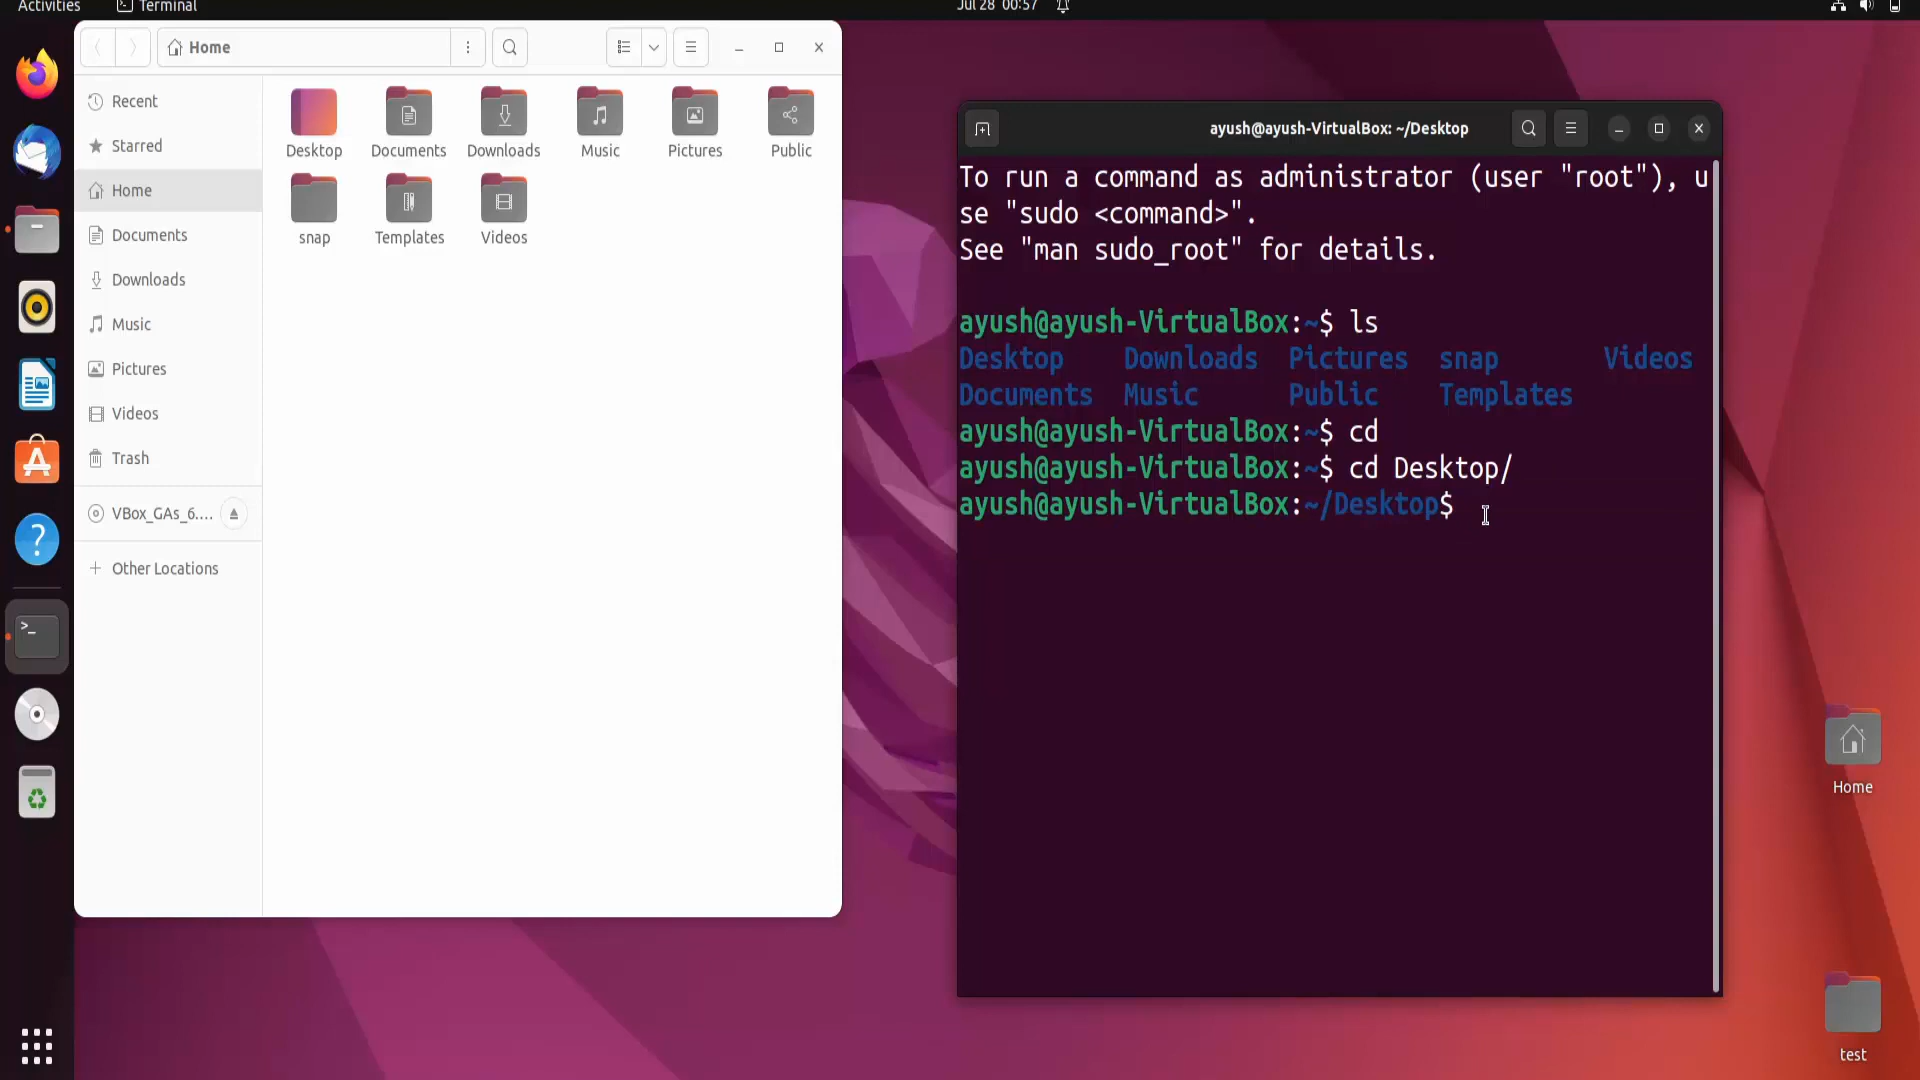 Activities
Terminal
Jul 28 00:57
Home
Recent
Starred
Home
Documents
Downloads
Music
Pictures
Videos
Trash
VBox_GAs_6....
Other Locations
Desktop Documents Downloads Music Pictures Public
snap Templates Videos
ayush@ayush-VirtualBox: ~/Desktop
To run a command as administrator (user "root"), u
se "sudo <command>".
See "man sudo_root" for details.
ayush@ayush-VirtualBox:~$ ls
Desktop Downloads Pictures snap Videos
Documents Music Public Templates
ayush@ayush-VirtualBox:~$ cd
ayush@ayush-VirtualBox:~$ cd Desktop/
ayush@ayush-VirtualBox:~/Desktop$
Home
test